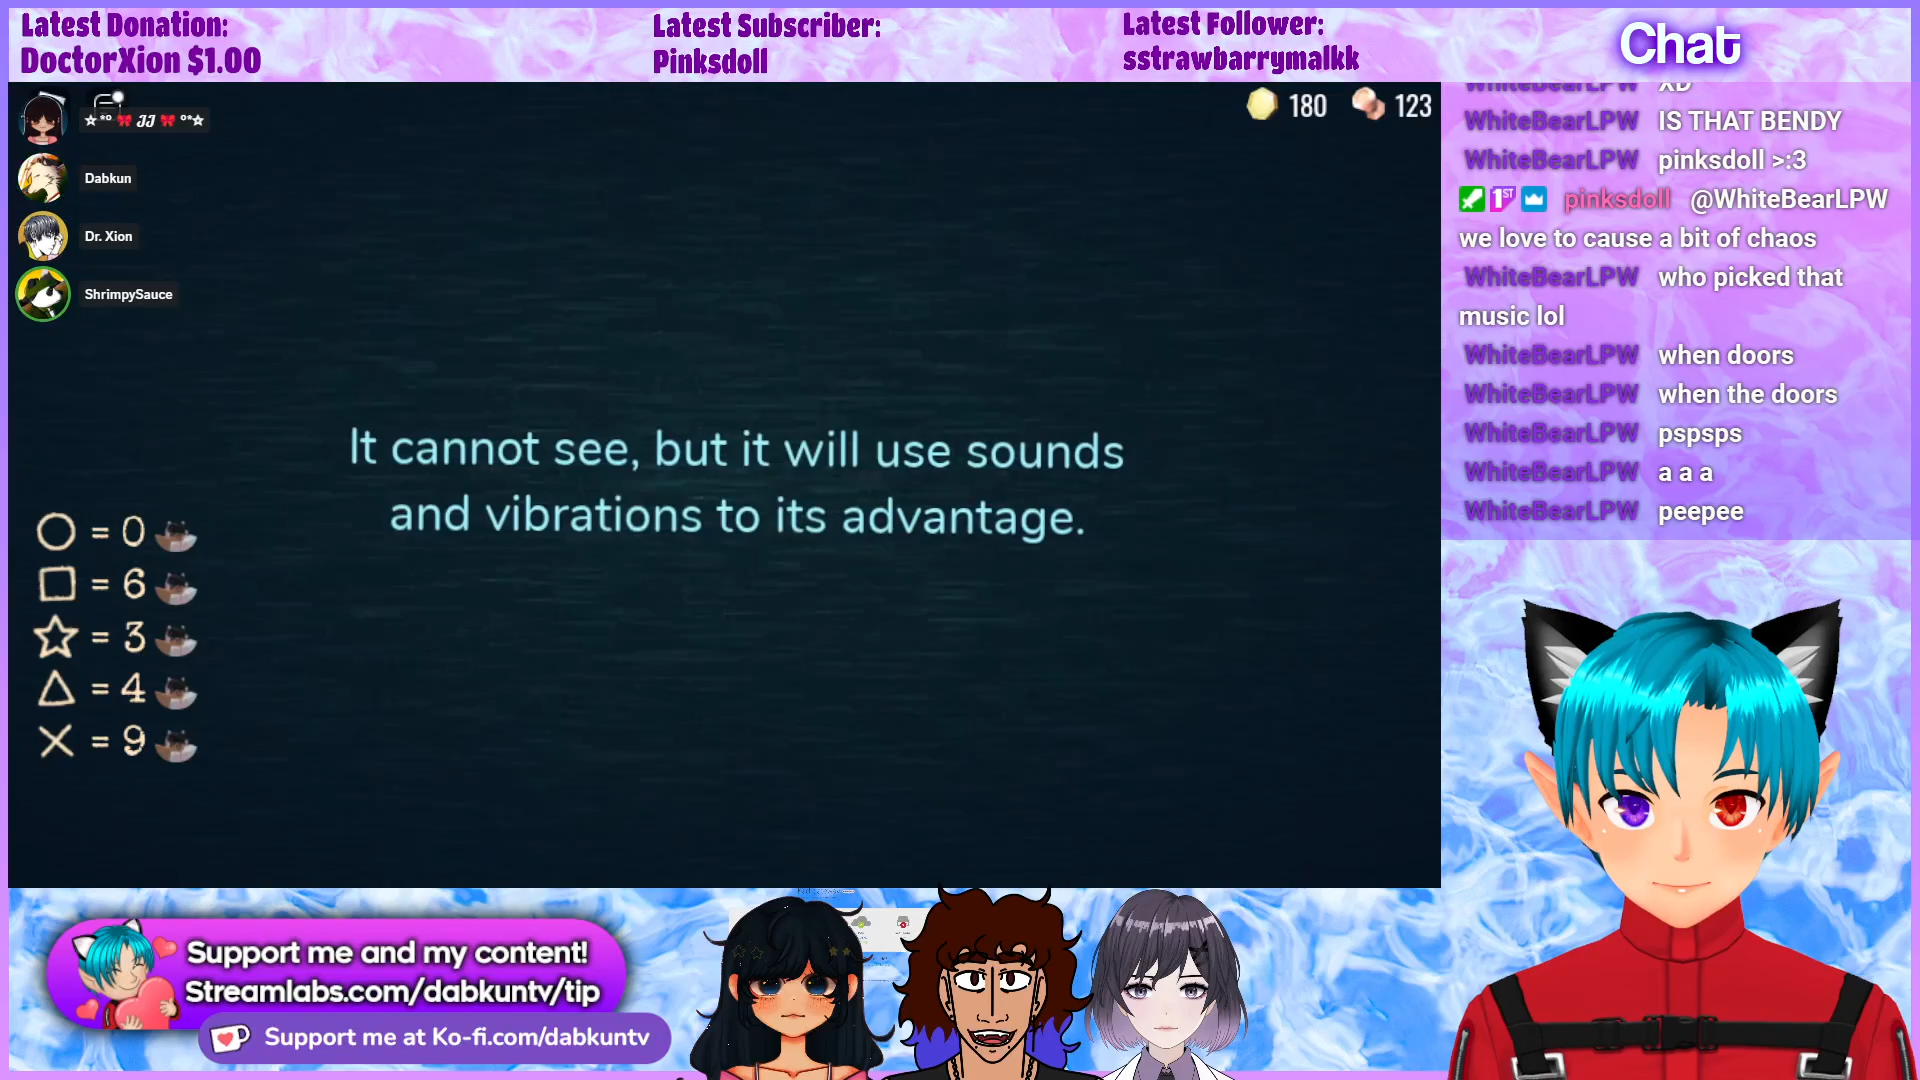 Latest Donation:
DoctorXion $1.00
Latest Subscriber:
Pinksdoll
Latest Follower:
sstrawbarrymalkk
Chat
180
123
☆*° 🎀 JJ 🎀 °*☆
Dabkun
Dr. Xion
ShrimpySauce
It cannot see, but it will use sounds
and vibrations to its advantage.
○ = 0
□ = 6
☆ = 3
△ = 4
X = 9
WhiteBearLPW XD
WhiteBearLPW IS THAT BENDY
WhiteBearLPW pinksdoll >:3
1ST pinksdoll @WhiteBearLPW
we love to cause a bit of chaos
WhiteBearLPW who picked that
music lol
WhiteBearLPW when doors
WhiteBearLPW when the doors
WhiteBearLPW pspsps
WhiteBearLPW a a a
WhiteBearLPW peepee
Support me and my content!
Streamlabs.com/dabkuntv/tip
Support me at Ko-fi.com/dabkuntv